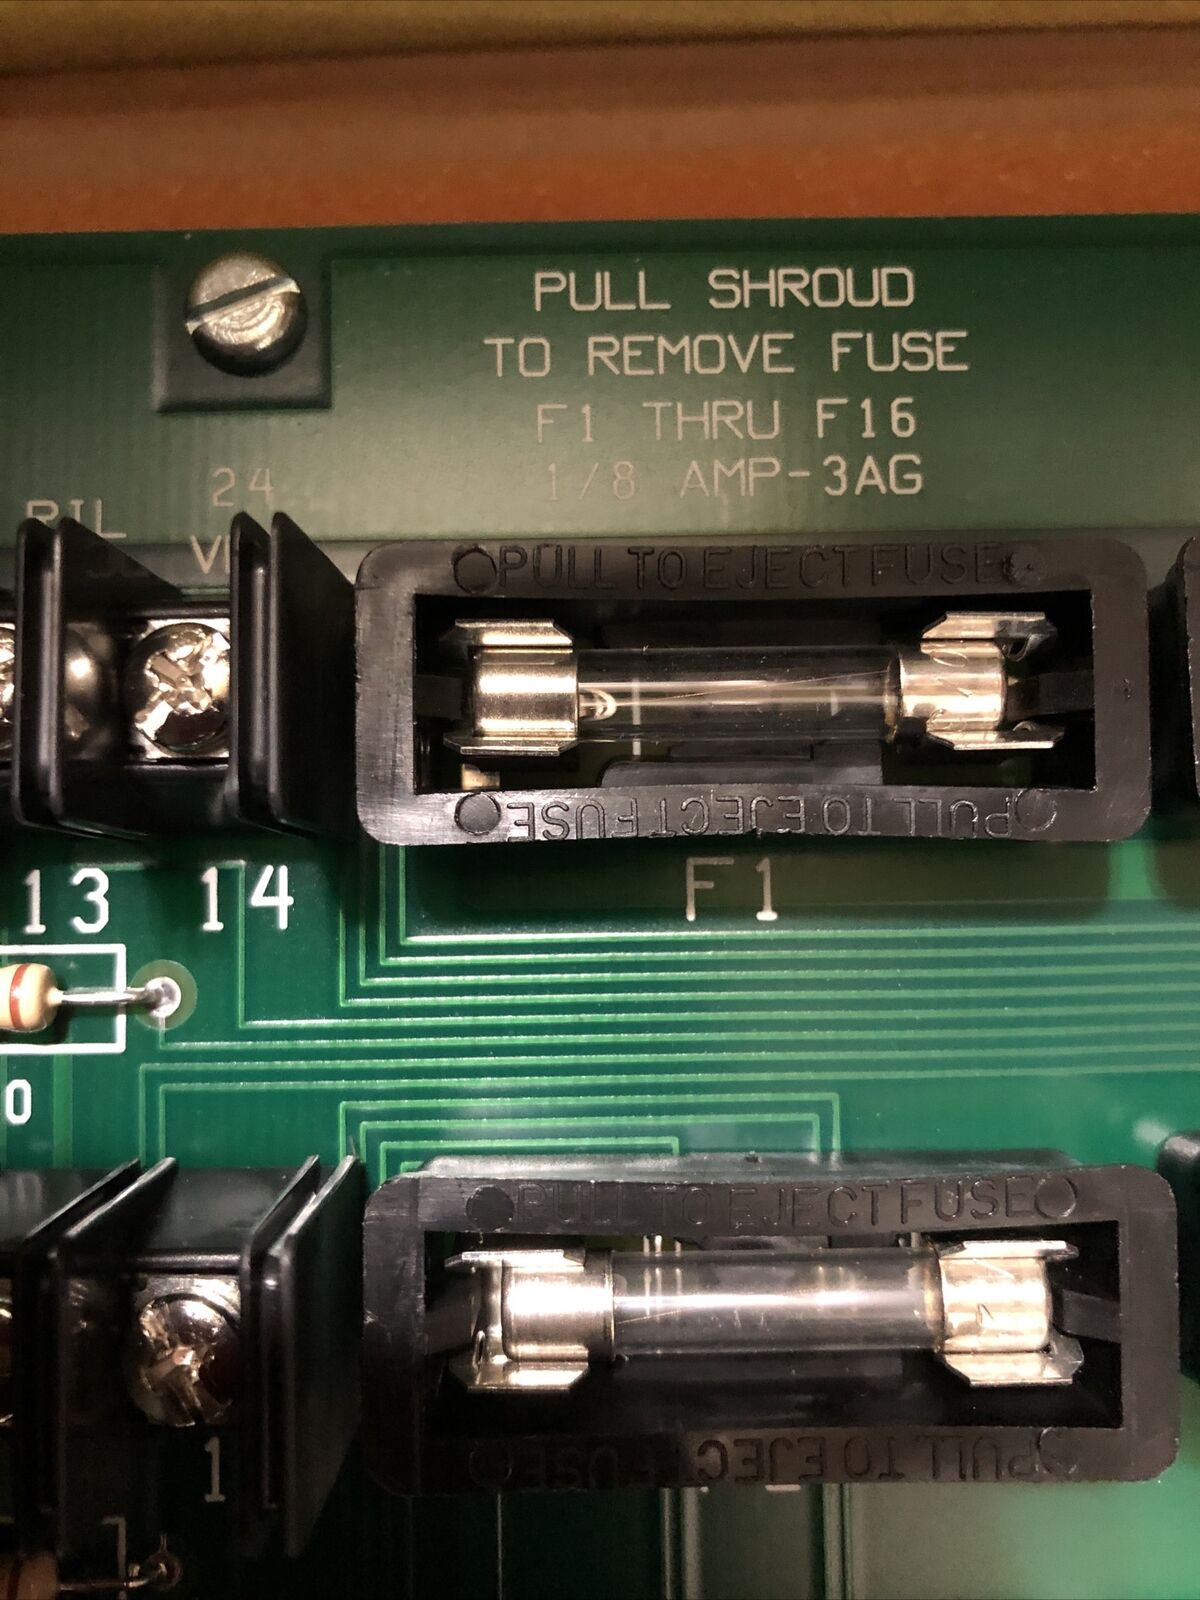 PULL SHROUD
TO REMOVE FUSE
F1 THRU F16
1/8 AMP-3AG
24
PULL TO EJECT FUSE
PULL TO EJECT FUSE
13 14
F1
0
PULL TO EJECT FUSE
1
PULL TO EJECT FUSE